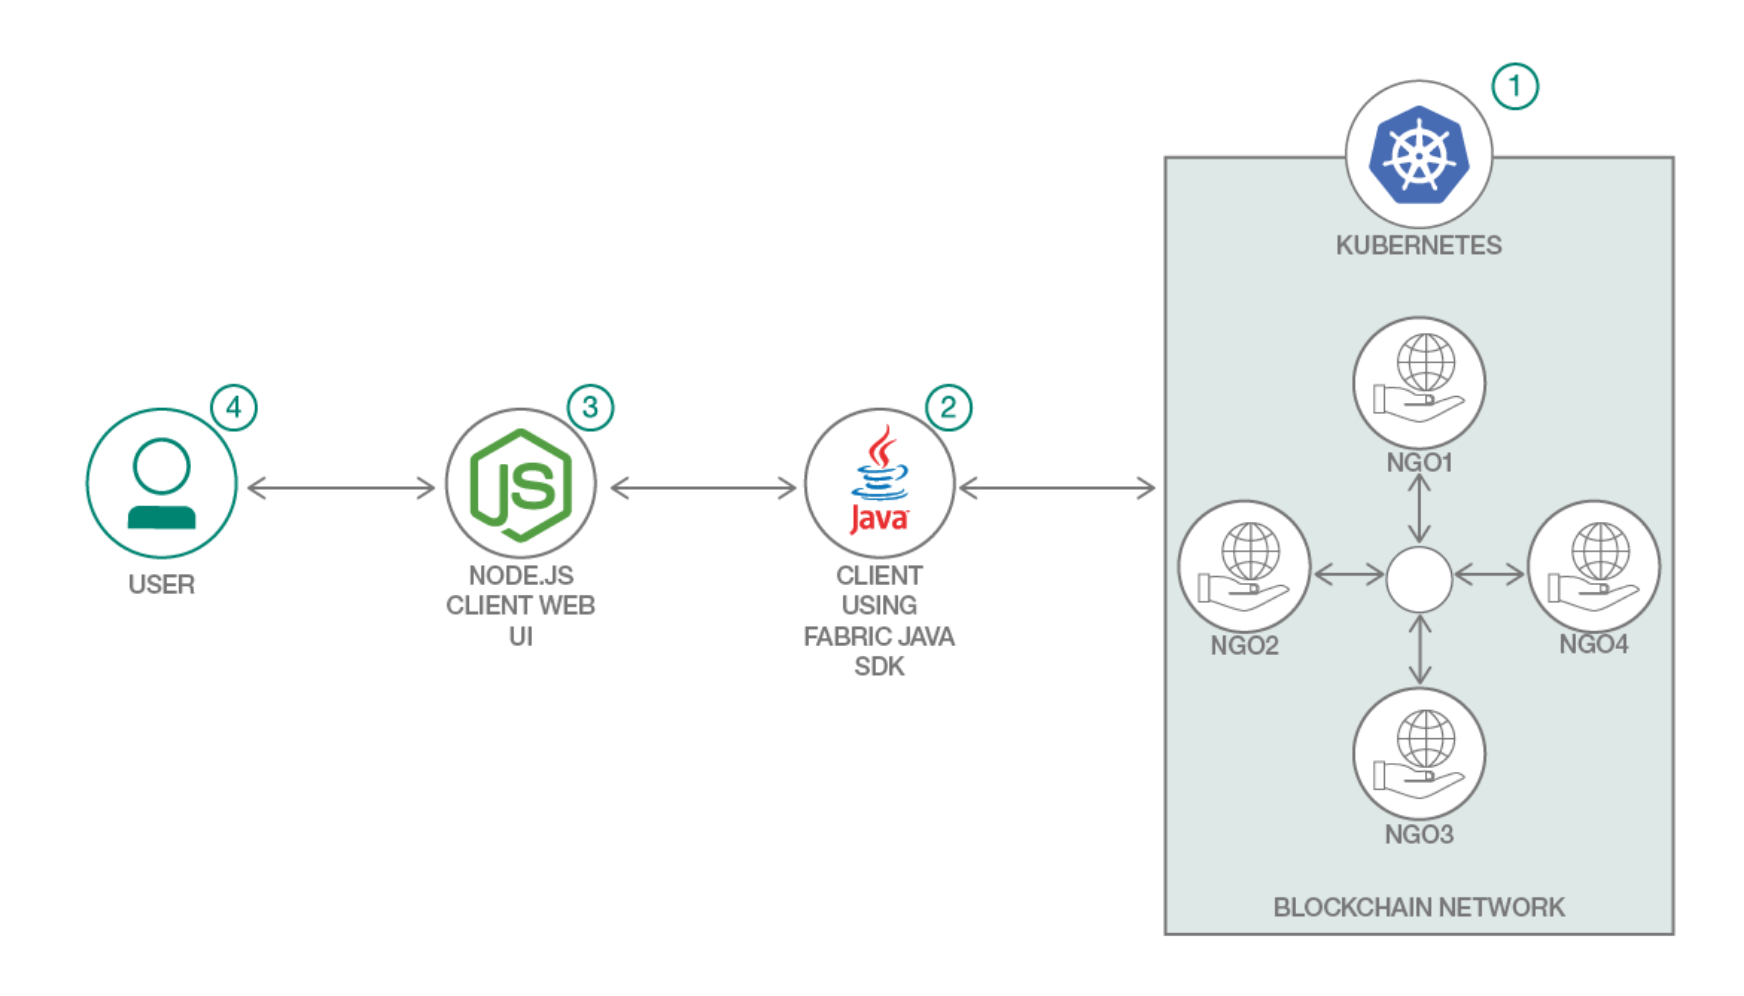 1
KUBERNETES
NGO1
4
3
2
JS
Java
USER
NODE.JS
CLIENT WEB
UI
CLIENT
USING
FABRIC JAVA
SDK
NGO2
NGO4
NGO3
BLOCKCHAIN NETWORK